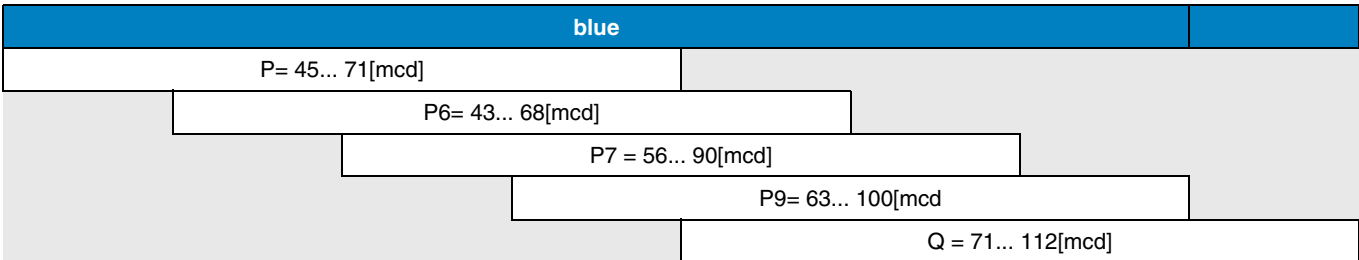 blue
P= 45... 71[mcd]
P6= 43... 68[mcd]
P7 = 56... 90[mcd]
P9= 63... 100[mcd
Q = 71... 112[mcd]